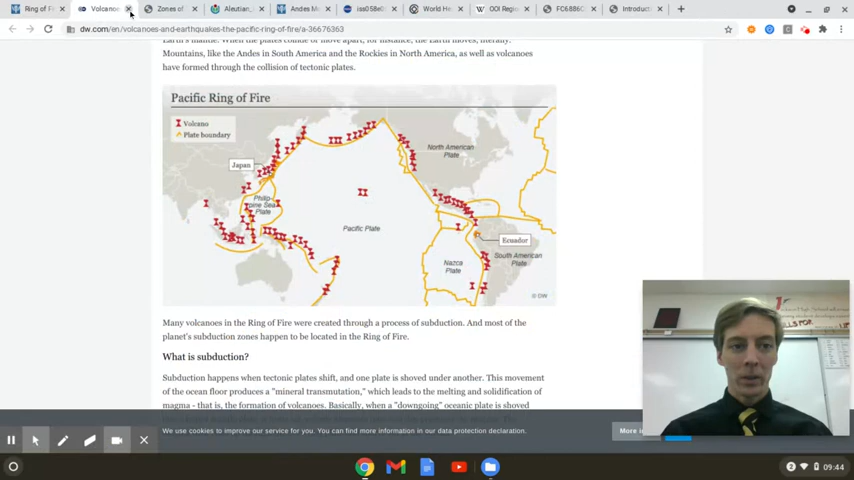 Ring of F
Volcano
Zones of
Aleutian_
Andes Mo
iss058e0
World He
OOI Regi
FC6886C
Introduct
dw.com/en/volcanoes-and-earthquakes-the-pacific-ring-of-fire/a-36676363
Earth's mantle. When the plates collide or move apart, for instance, the Earth moves, literally.
Mountains, like the Andes in South America and the Rockies in North America, as well as volcanoes
have formed through the collision of tectonic plates.
Pacific Ring of Fire
Volcano
Plate boundary
Japan
North American
Plate
Philip-
pine Sea
Plate
Pacific Plate
Ecuador
Nazca
Plate
South American
Plate
© DW
Many volcanoes in the Ring of Fire were created through a process of subduction. And most of the
planet's subduction zones happen to be located in the Ring of Fire.
What is subduction?
Subduction happens when tectonic plates shift, and one plate is shoved under another. This movement
of the ocean floor produces a "mineral transmutation," which leads to the melting and solidification of
magma - that is, the formation of volcanoes. Basically, when a "downgoing" oceanic plate is shoved
We use cookies to improve our service for you. You can find more information in our data protection declaration.
More in
2
09:44